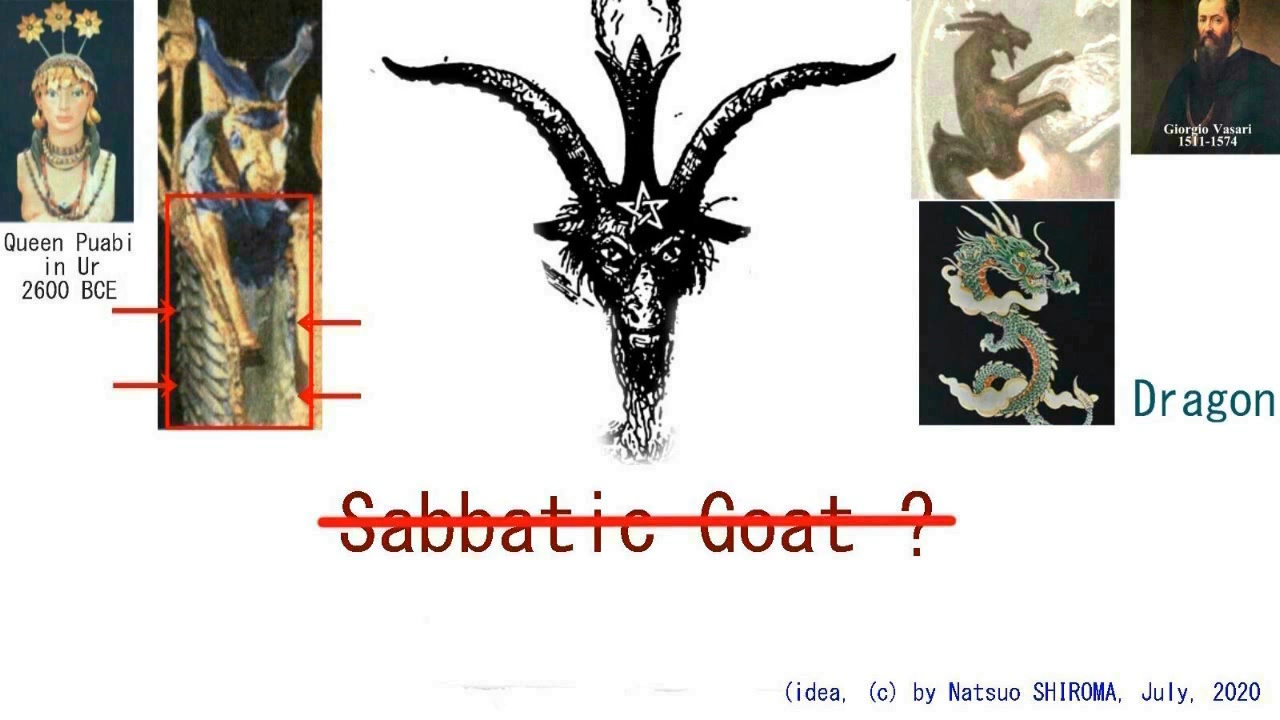 Queen Puabi
in Ur
2600 BCE
Giorgio Vasari
1511-1574
Dragon
Sabbatic Goat ?
(idea, (c) by Natsuo SHIROMA, July, 2020